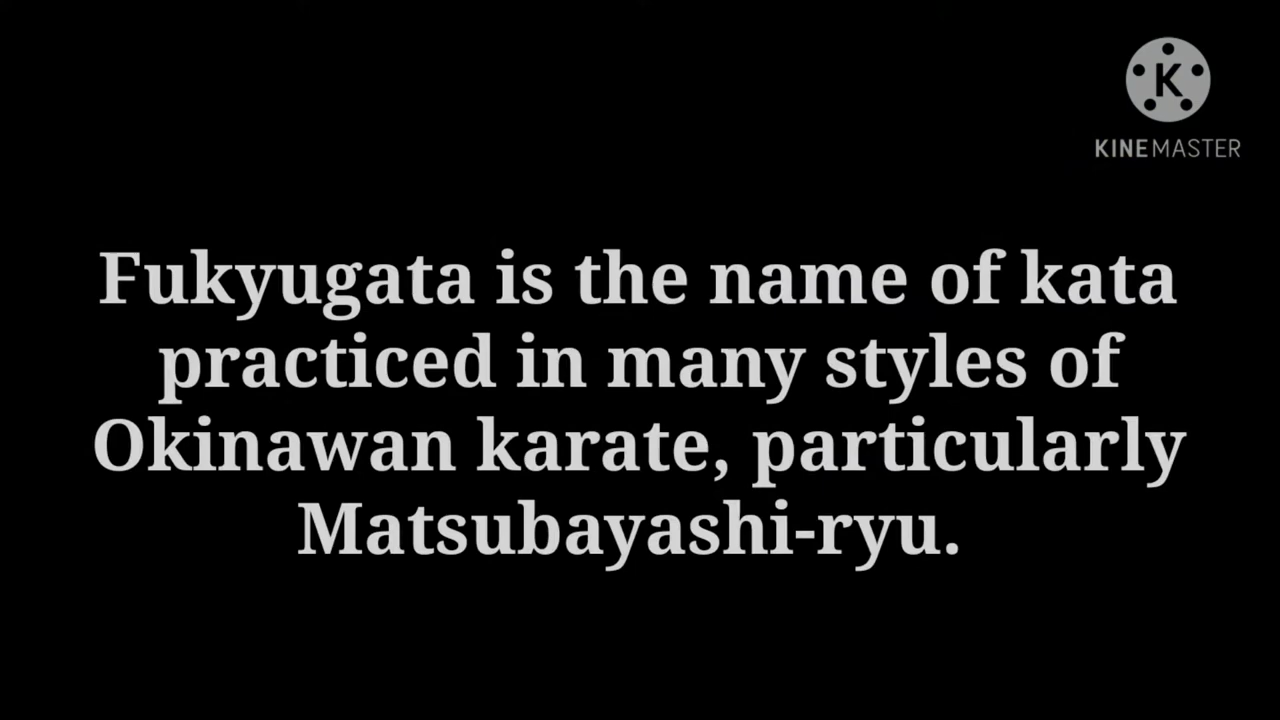 K
KINEMASTER
Fukyugata is the name of kata
practiced in many styles of
Okinawan karate, particularly
Matsubayashi-ryu.